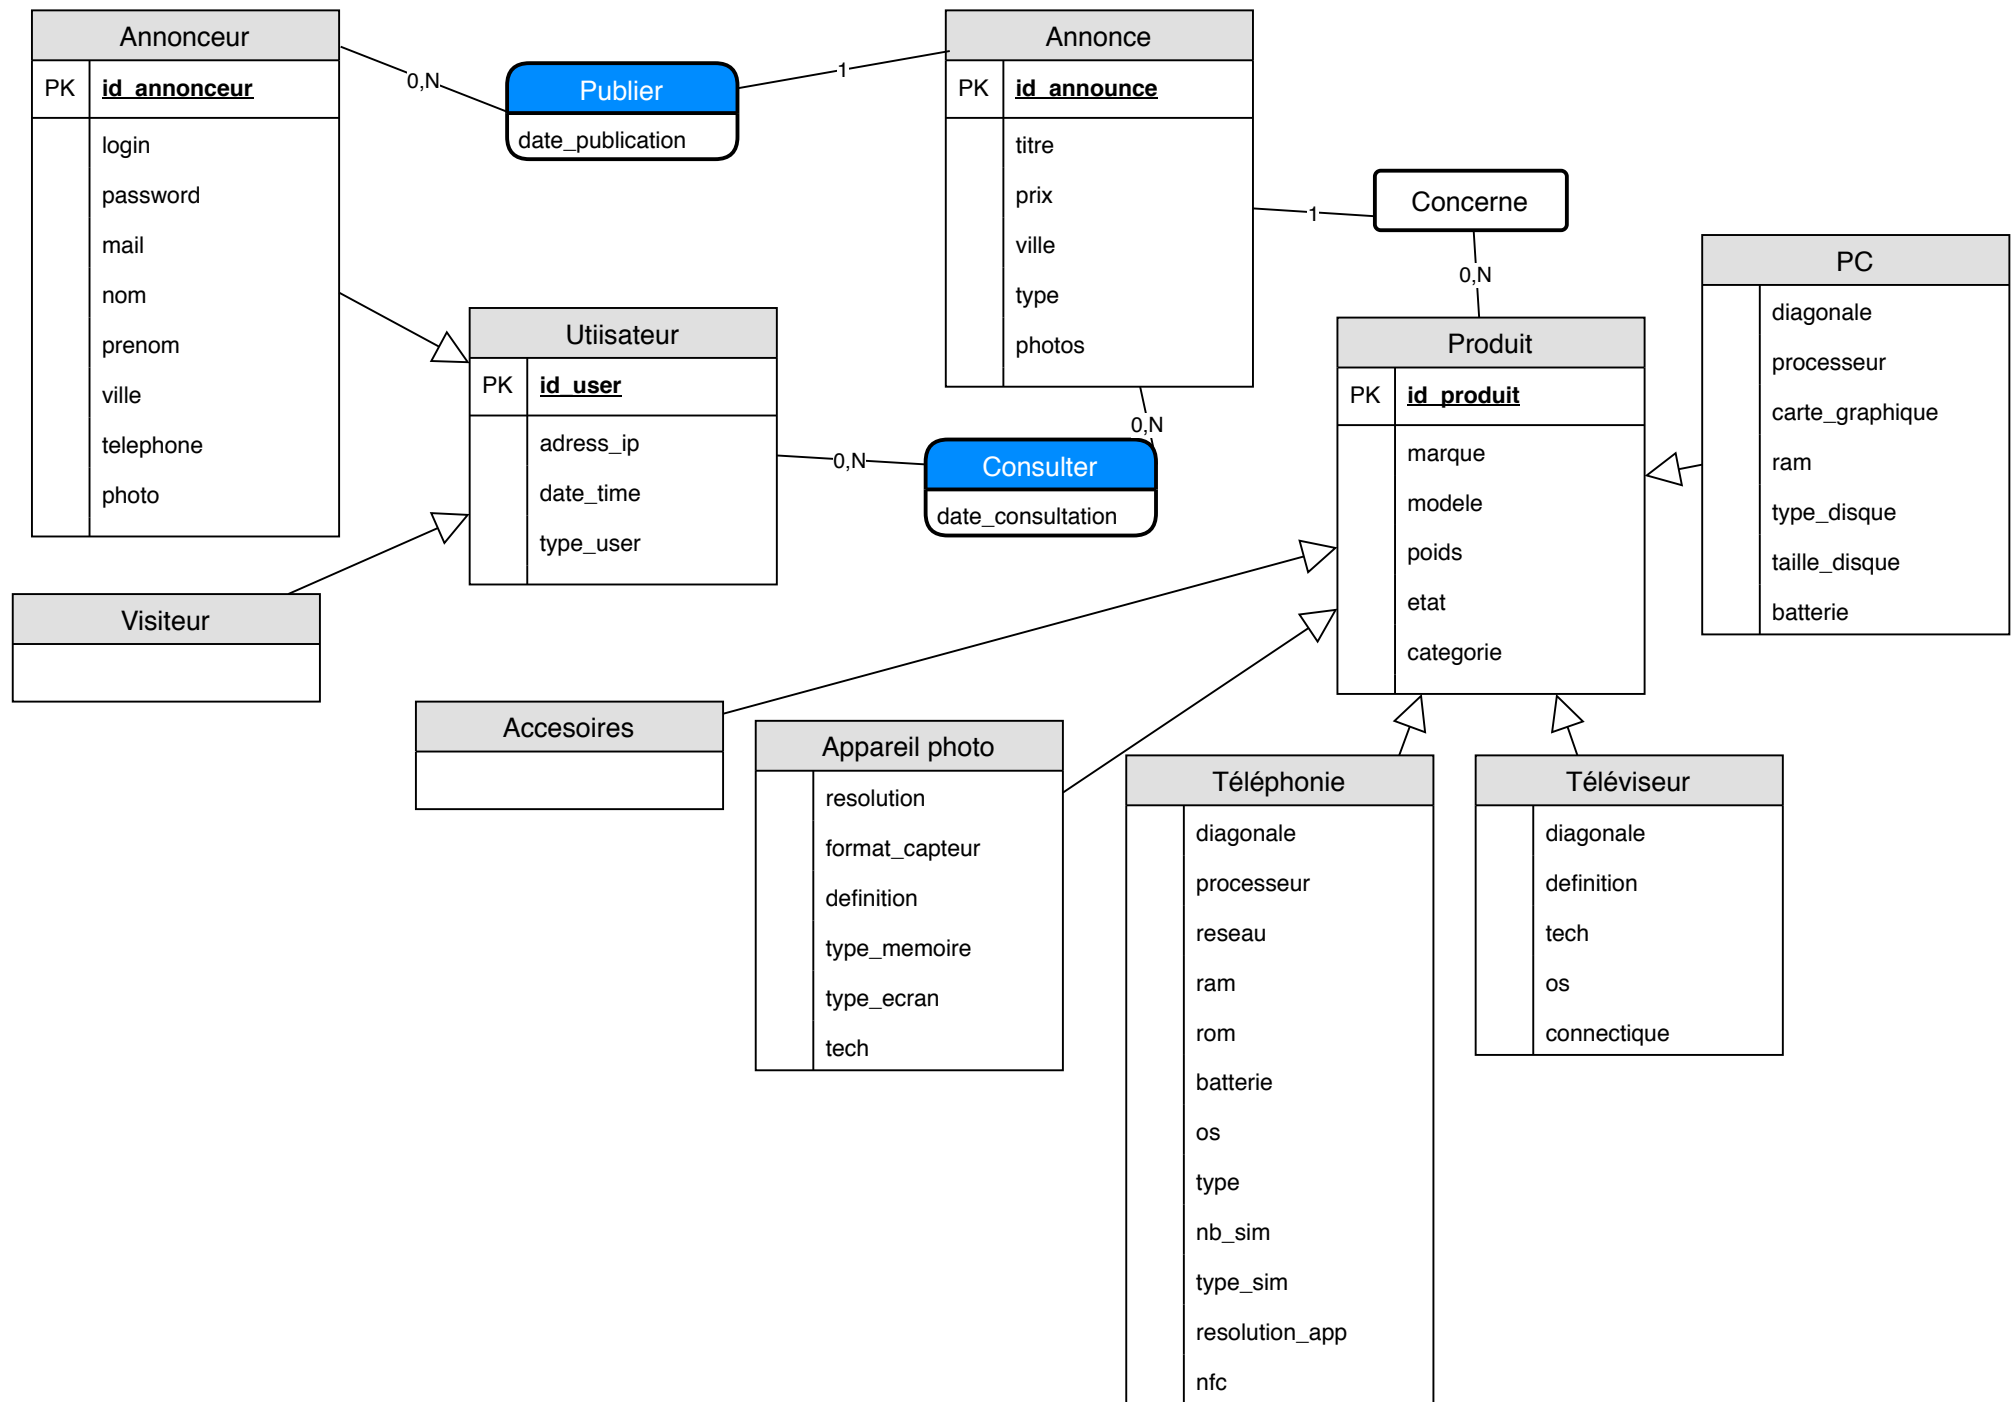 Annonceur
PK id_annonceur
login
password
mail
nom
prenom
ville
telephone
photo
0,N
Publier
date_publication
1
Annonce
PK id_announce
titre
prix
ville
type
photos
1
Concerne
0,N
PC
diagonale
processeur
carte_graphique
ram
type_disque
taille_disque
batterie
Utiisateur
PK id_user
adress_ip
date_time
type_user
0,N
0,N
Consulter
date_consultation
Produit
PK id_produit
marque
modele
poids
etat
categorie
Visiteur
Accesoires
Appareil photo
resolution
format_capteur
definition
type_memoire
type_ecran
tech
Téléphonie
diagonale
processeur
reseau
ram
rom
batterie
os
type
nb_sim
type_sim
resolution_app
nfc
Téléviseur
diagonale
definition
tech
os
connectique